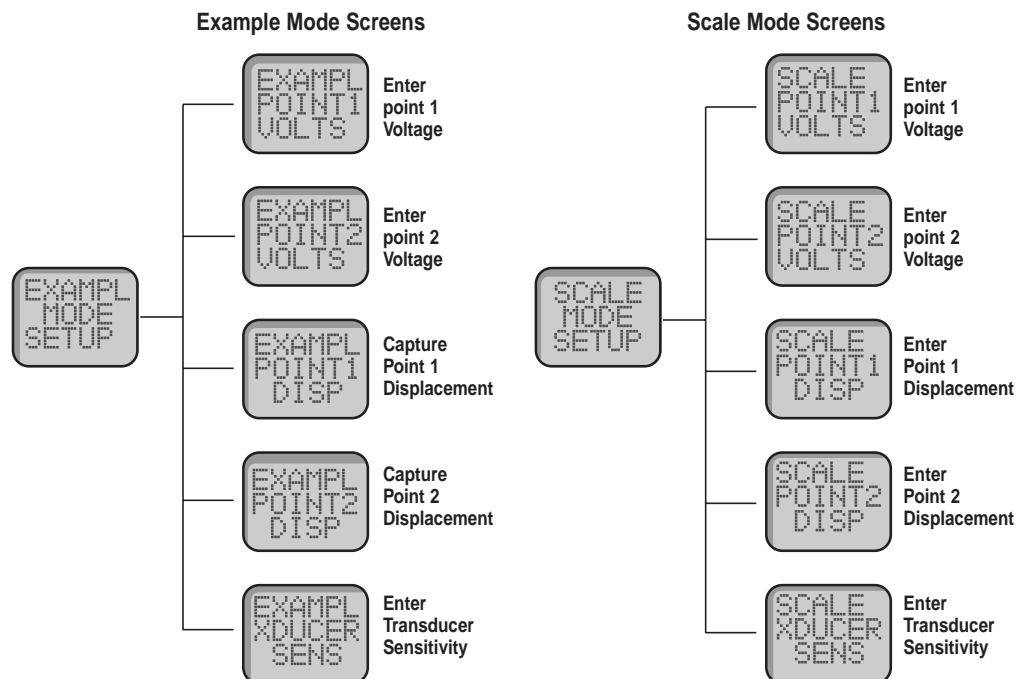 Example Mode Screens
EXAMPL
MODE
SETUP
EXAMPL
POINT1
VOLTS
Enter
point 1
Voltage
EXAMPL
POINT2
VOLTS
Enter
point 2
Voltage
EXAMPL
POINT1
DISP
Capture
Point 1
Displacement
EXAMPL
POINT2
DISP
Capture
Point 2
Displacement
EXAMPL
XDUCER
SENS
Enter
Transducer
Sensitivity
Scale Mode Screens
SCALE
MODE
SETUP
SCALE
POINT1
VOLTS
Enter
point 1
Voltage
SCALE
POINT2
VOLTS
Enter
point 2
Voltage
SCALE
POINT1
DISP
Enter
Point 1
Displacement
SCALE
POINT2
DISP
Enter
Point 2
Displacement
SCALE
XDUCER
SENS
Enter
Transducer
Sensitivity